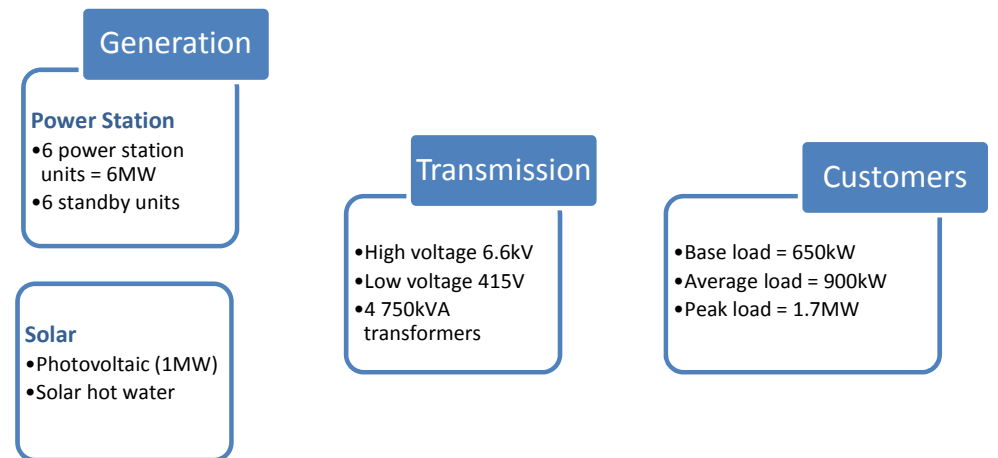 Generation
Power Station
•6 power station
units = 6MW
•6 standby units
Solar
•Photovoltaic (1MW)
•Solar hot water
Transmission
•High voltage 6.6kV
•Low voltage 415V
•4 750kVA
transformers
Customers
•Base load = 650kW
•Average load = 900kW
•Peak load = 1.7MW